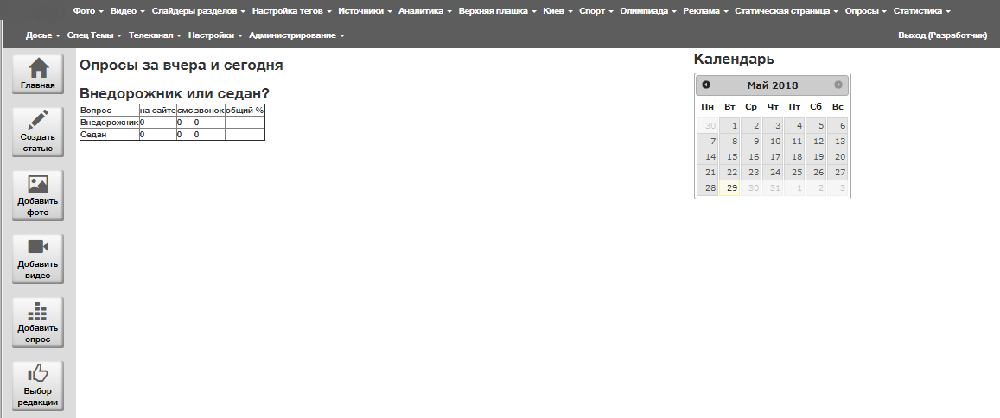 Фото Видео Слайдеры разделов Настройка тегов Источники Аналитика Верхняя плашка Киев Спорт Олимпиада Реклама Статическая страница Опросы Статистика
Досье Спец Темы Телеканал Настройки Администрирование Выход (Разработчик)
Главная
Создать
статью
Добавить
фото
Добавить
видео
Добавить
опрос
Выбор
редакции
Опросы за вчера и сегодня
Внедорожник или седан?
Вопрос на сайте смс звонок общий %
Внедорожник 0 0 0
Седан 0 0 0
Календарь
Май 2018
Пн Вт Ср Чт Пт Сб Вс
30 1 2 3 4 5 6
7 8 9 10 11 12 13
14 15 16 17 18 19 20
21 22 23 24 25 26 27
28 29 30 31 1 2 3